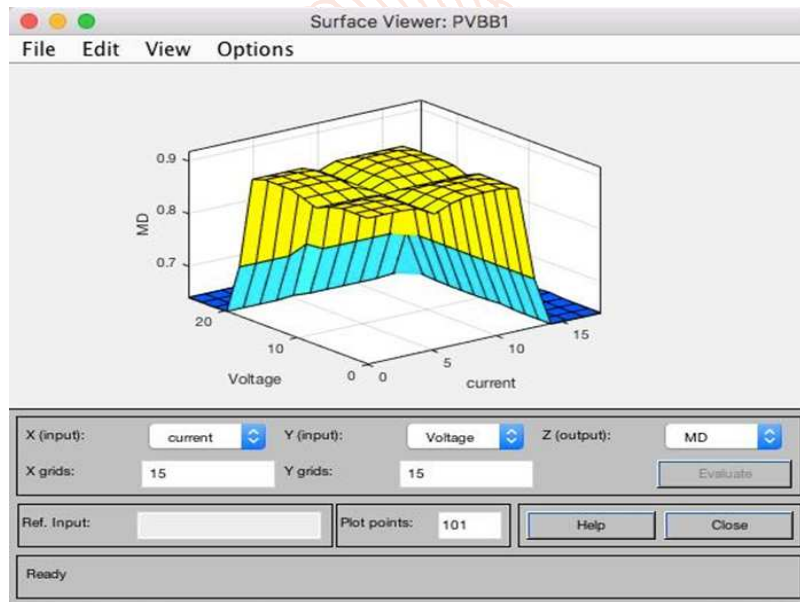 Surface Viewer: PVBB1
File Edit View Options
0.9
0.8
0.7
MD
20
10
0
Voltage
0
5
10
15
current
X (input): current Y (input): Voltage Z (output): MD
X grids: 15 Y grids: 15 Evaluate
Ref. Input: Plot points: 101 Help Close
Ready